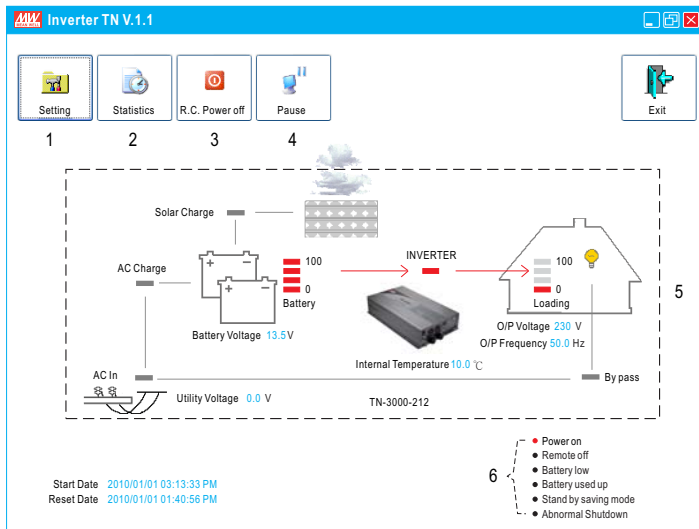 MW MEAN WELL Inverter TN V.1.1
Setting
Statistics
R.C. Power off
Pause
Exit
1
2
3
4
Solar Charge
AC Charge
+ -
+ -
100
0
Battery
INVERTER
100
0
Loading
5
Battery Voltage 13.5V
O/P Voltage 230 V
O/P Frequency 50.0 Hz
Internal Temperature 10.0 ℃
AC In
By pass
Utility Voltage 0.0 V
TN-3000-212
6
Power on
Remote off
Battery low
Battery used up
Stand by saving mode
Abnormal Shutdown
Start Date 2010/01/01 03:13:33 PM
Reset Date 2010/01/01 01:40:56 PM